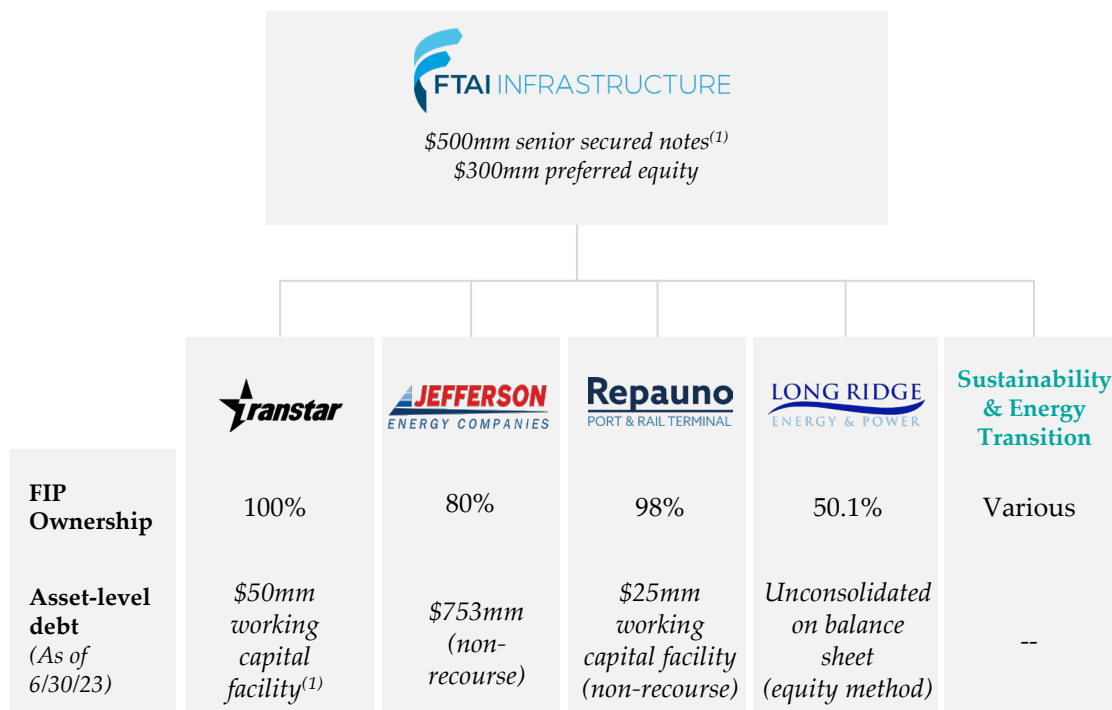 FTAI INFRASTRUCTURE
$500mm senior secured notes(1)
$300mm preferred equity
Transtar
JEFFERSON
ENERGY COMPANIES
Repauno
PORT & RAIL TERMINAL
LONG RIDGE
ENERGY & POWER
Sustainability
& Energy
Transition
FIP
Ownership
100%
80%
98%
50.1%
Various
Asset-level
debt
(As of
6/30/23)
$50mm
working
capital
facility(1)
$753mm
(non-
recourse)
$25mm
working
capital facility
(non-recourse)
Unconsolidated
on balance
sheet
(equity method)
--